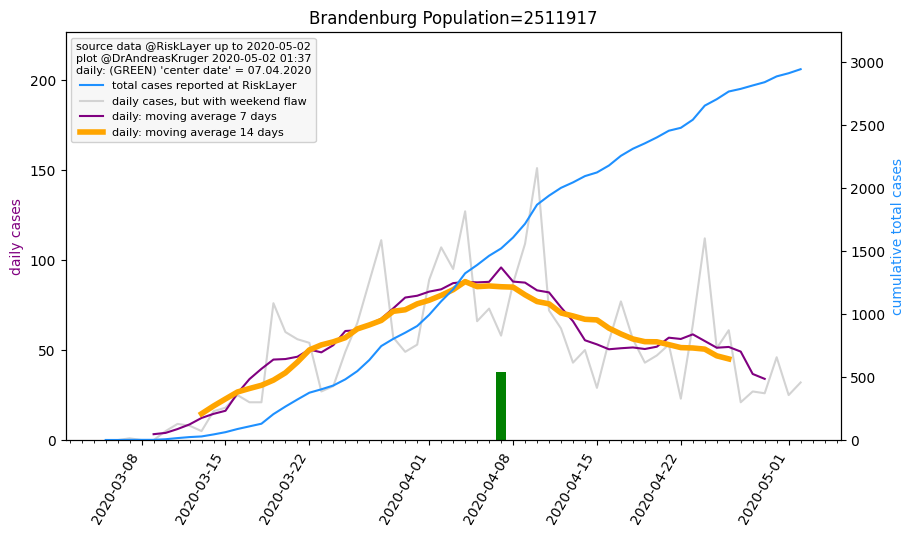 Brandenburg Population=2511917
source data @RiskLayer up to 2020-05-02
plot @DrAndreasKruger 2020-05-02 01:37
daily: (GREEN) 'center date' = 07.04.2020
total cases reported at RiskLayer
daily cases, but with weekend flaw
daily: moving average 7 days
daily: moving average 14 days
daily cases
200
150
100
50
0
cumulative total cases
3000
2500
2000
1500
1000
500
0
2020-03-08
2020-03-15
2020-03-22
2020-04-01
2020-04-08
2020-04-15
2020-04-22
2020-05-01